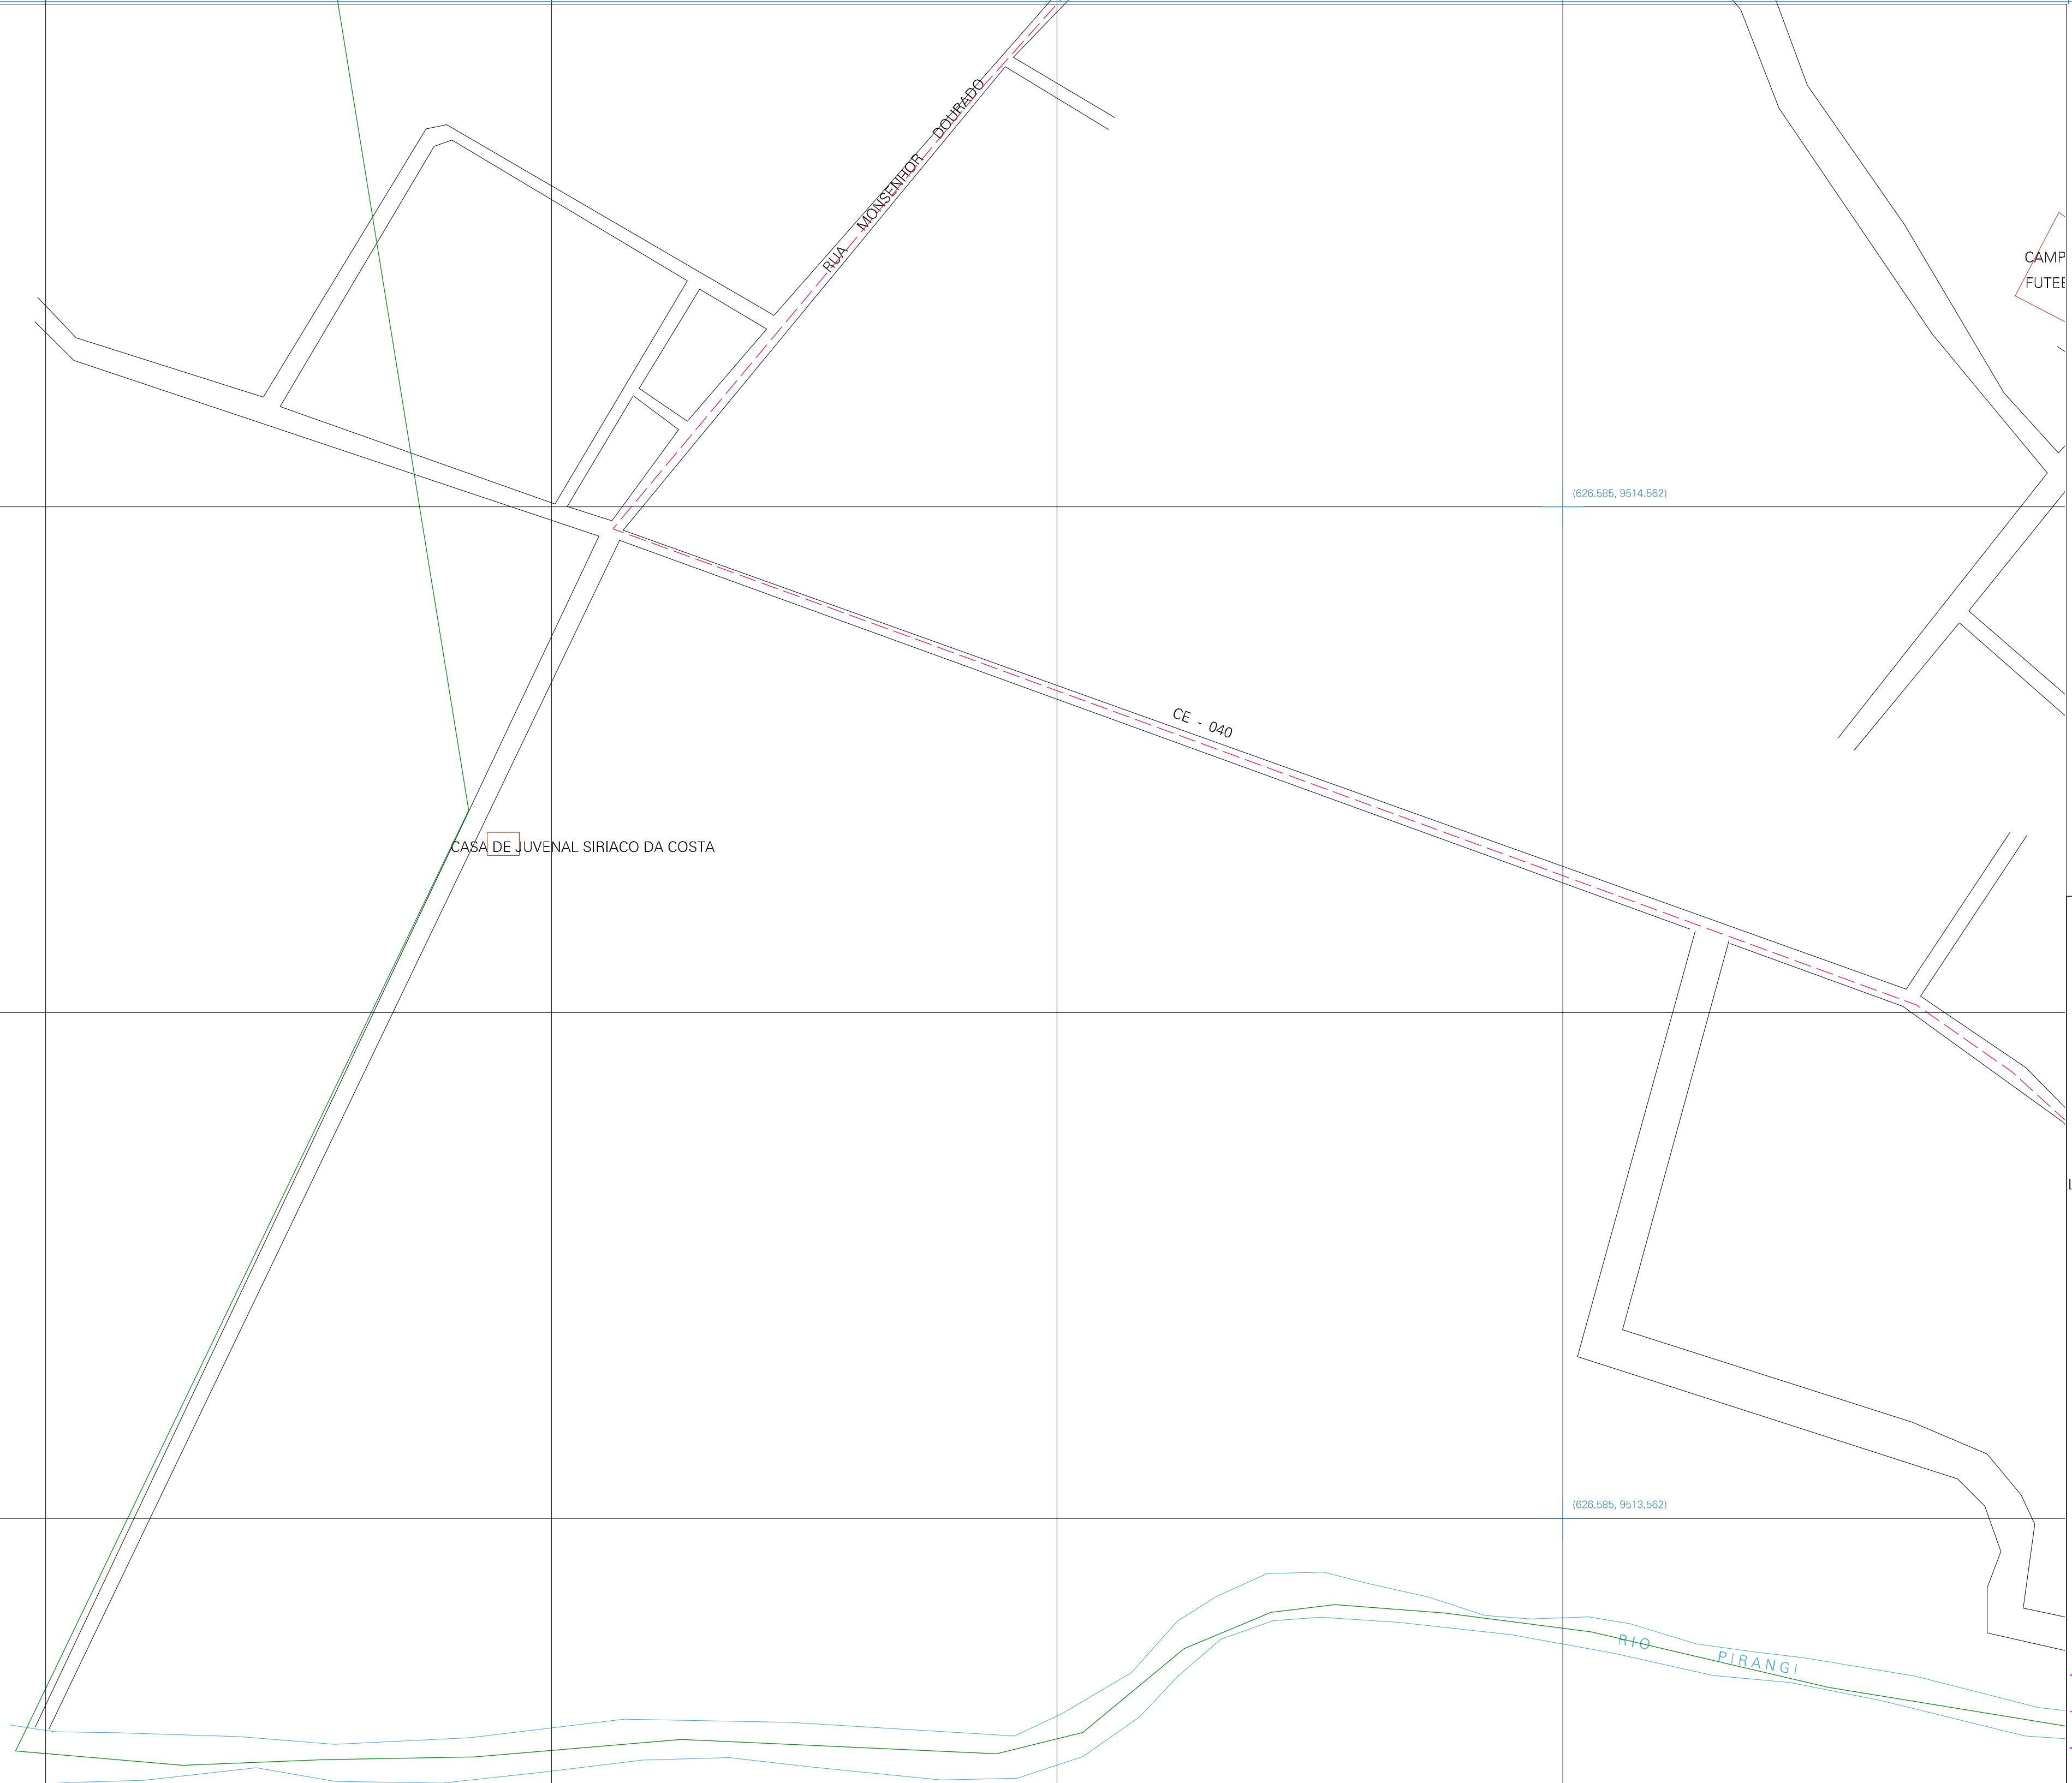 RUA MONSENHOR DOURADO
CAMP
FUTE
(626.585, 9514.562)
CE - 040
CASA DE JUVENAL SIRIACO DA COSTA
(626.585, 9513.562)
RIO PIRANGI